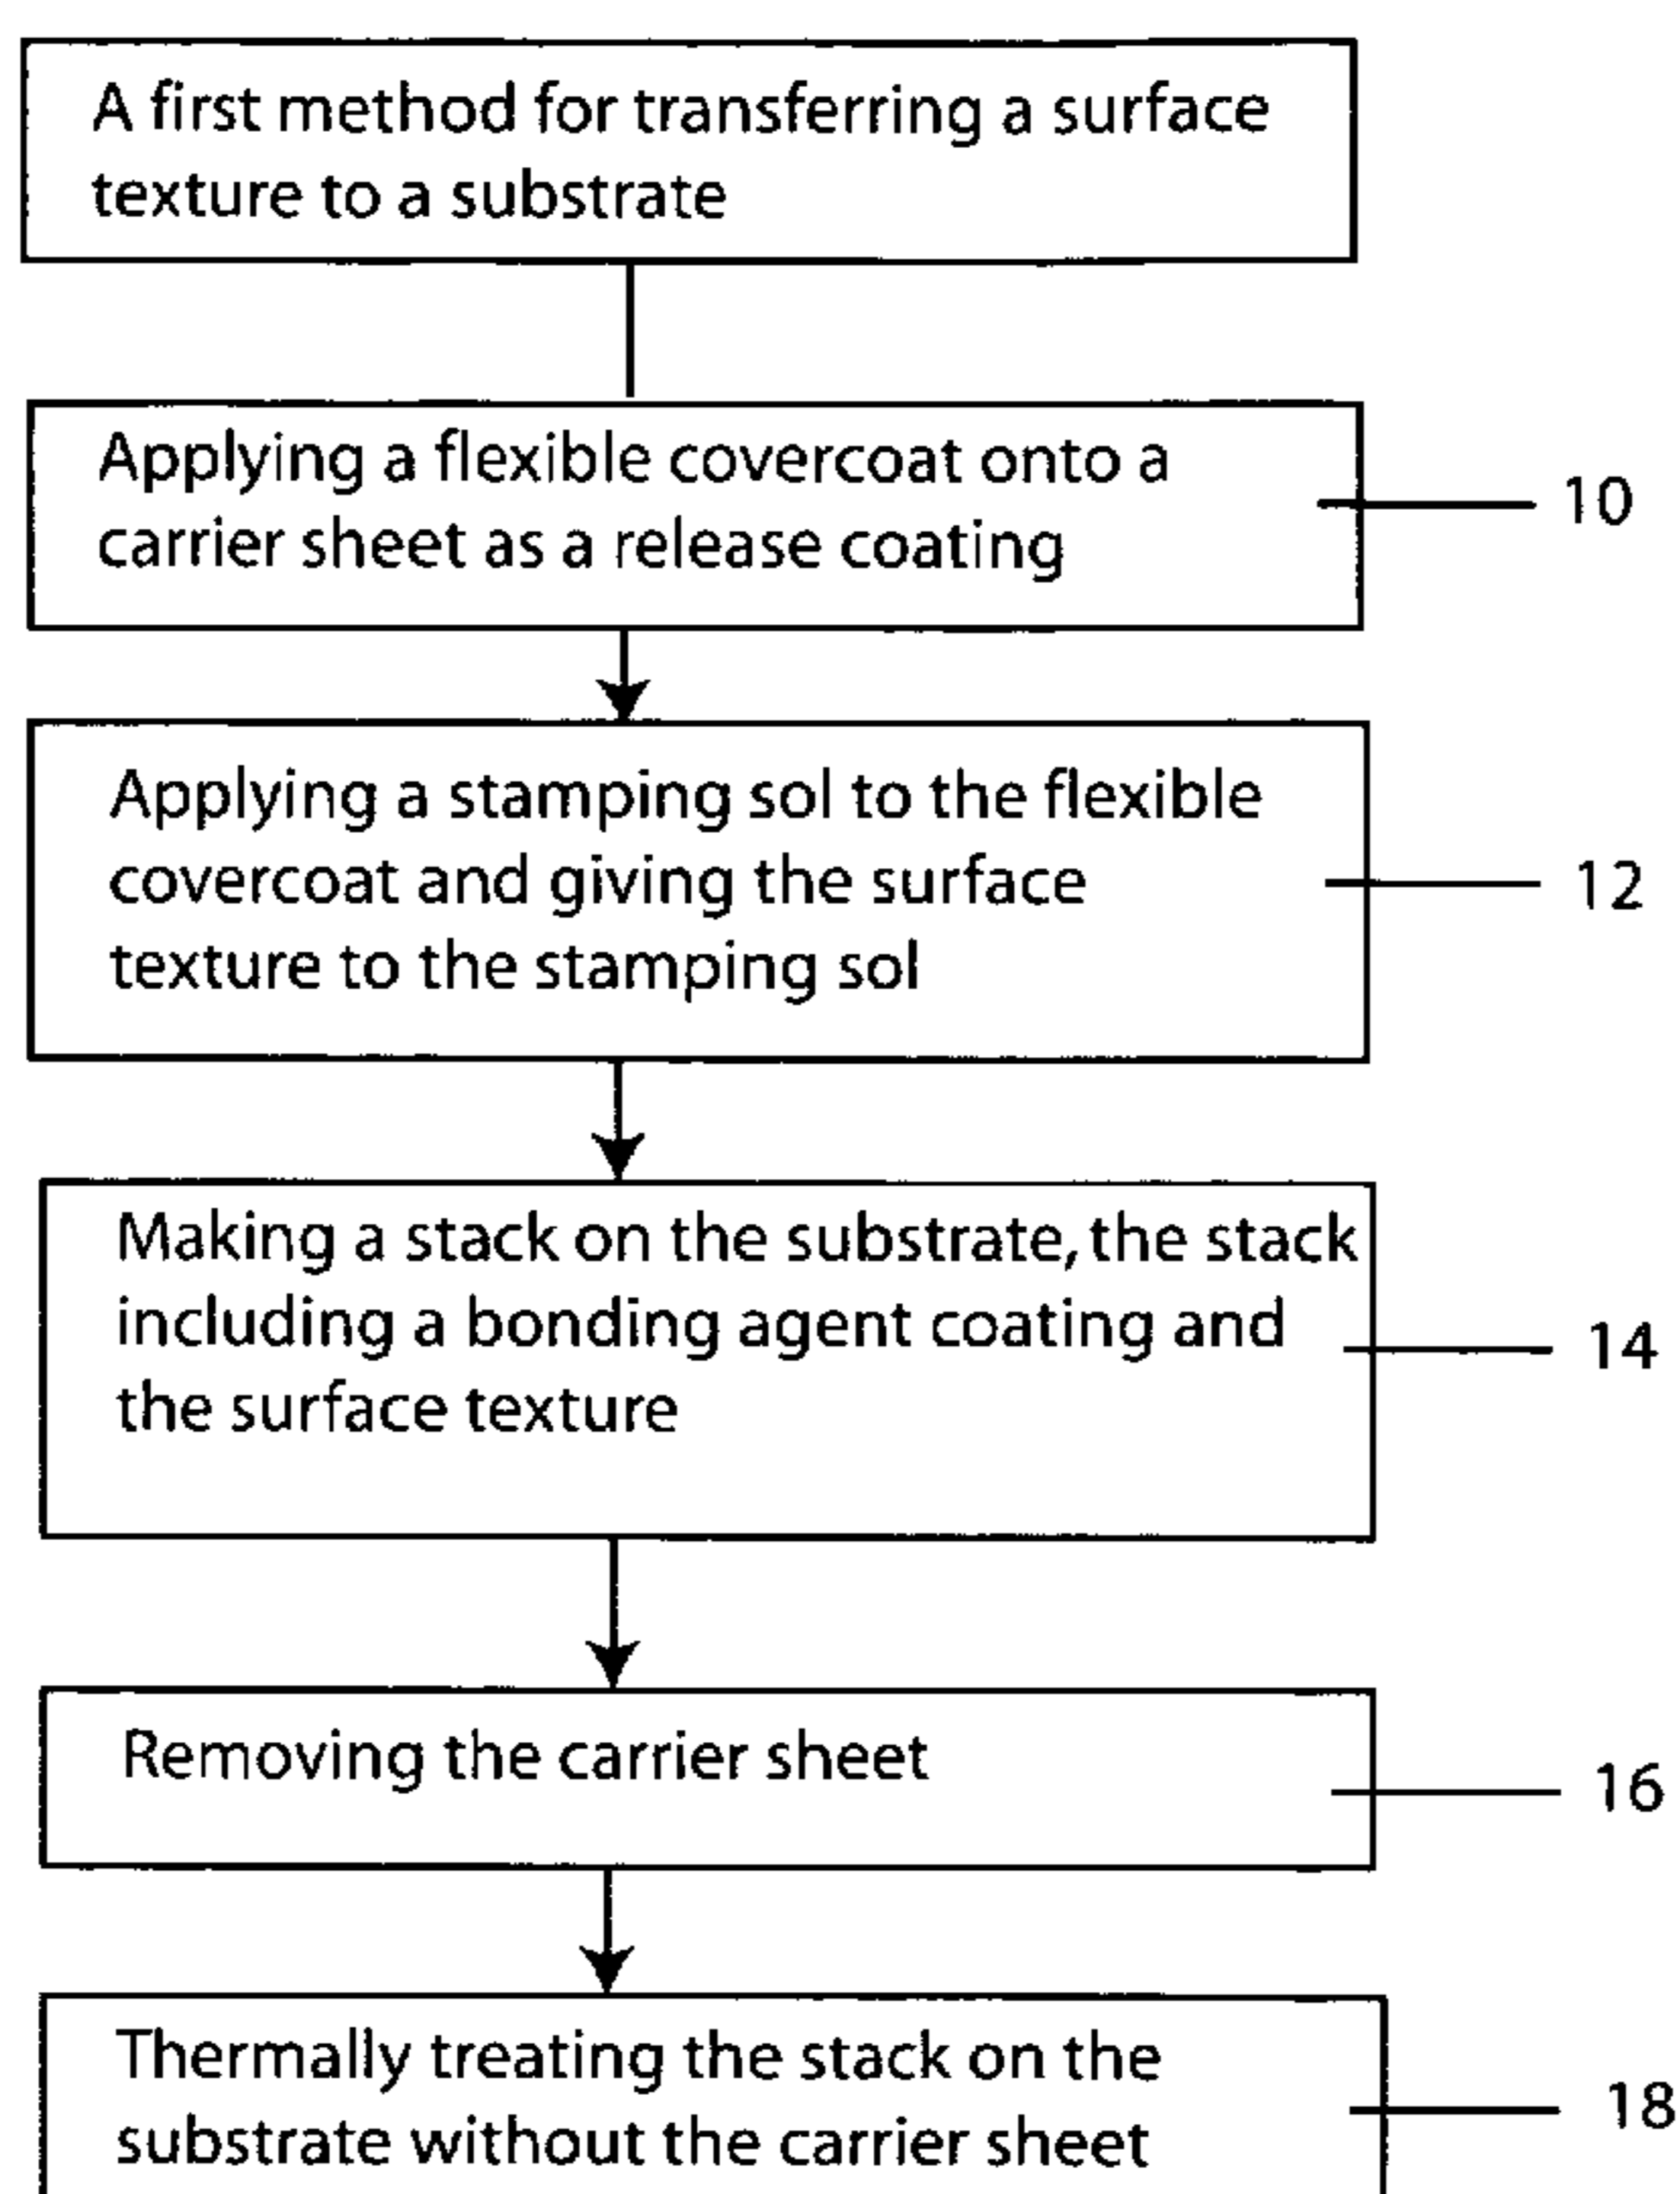 A first method for transferring a surface
texture to a substrate
Applying a flexible covercoat onto a
carrier sheet as a release coating
10
Applying a stamping sol to the flexible
covercoat and giving the surface
texture to the stamping sol
12
Making a stack on the substrate, the stack
including a bonding agent coating and
the surface texture
14
Removing the carrier sheet
16
Thermally treating the stack on the
substrate without the carrier sheet
18